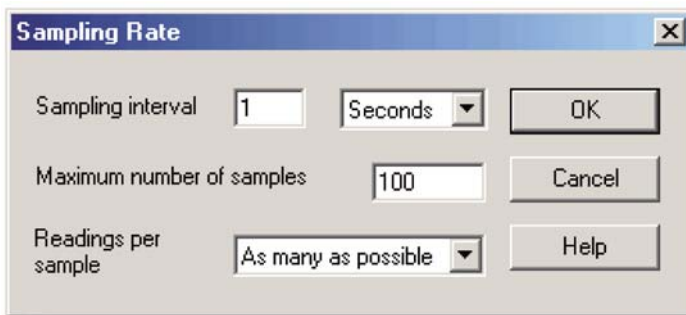 Sampling Rate
Sampling interval 1 Seconds OK
Maximum number of samples 100 Cancel
Readings per
sample As many as possible Help